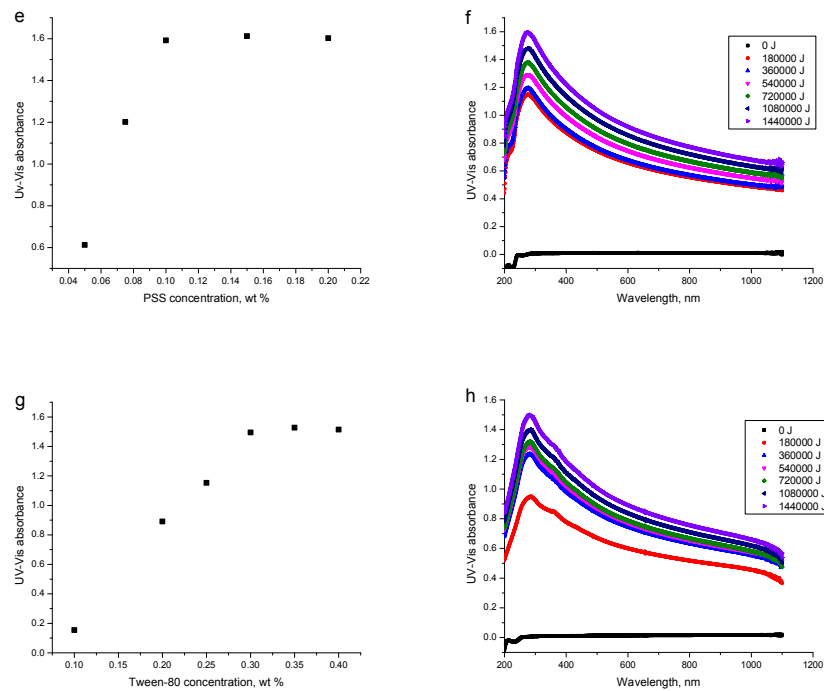 e
1.6
1.4
1.2
1.0
0.8
0.6
Uv-Vis absorbance
0.04 0.06 0.08 0.10 0.12 0.14 0.16 0.18 0.20 0.22
PSS concentration, wt %
f
1.6
1.4
1.2
1.0
0.8
0.6
0.4
0.2
0.0
UV-Vis absorbance
0 J
180000 J
360000 J
540000 J
720000 J
1080000 J
1440000 J
200 400 600 800 1000 1200
Wavelength, nm
g
1.6
1.4
1.2
1.0
0.8
0.6
0.4
0.2
0.0
UV-Vis absorbance
0.10 0.15 0.20 0.25 0.30 0.35 0.40
Tween-80 concentration, wt %
h
1.6
1.4
1.2
1.0
0.8
0.6
0.4
0.2
0.0
UV-Vis absorbance
0 J
180000 J
360000 J
540000 J
720000 J
1080000 J
1440000 J
200 400 600 800 1000 1200
Wavelength, nm